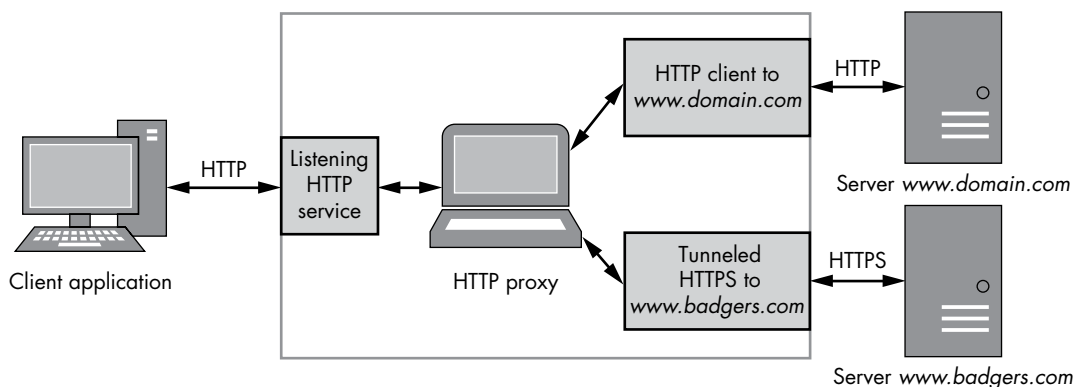 HTTP client to
www.domain.com
HTTP
Server www.domain.com
HTTP
Listening
HTTP
service
Client application
HTTP proxy
Tunneled
HTTPS to
www.badgers.com
HTTPS
Server www.badgers.com